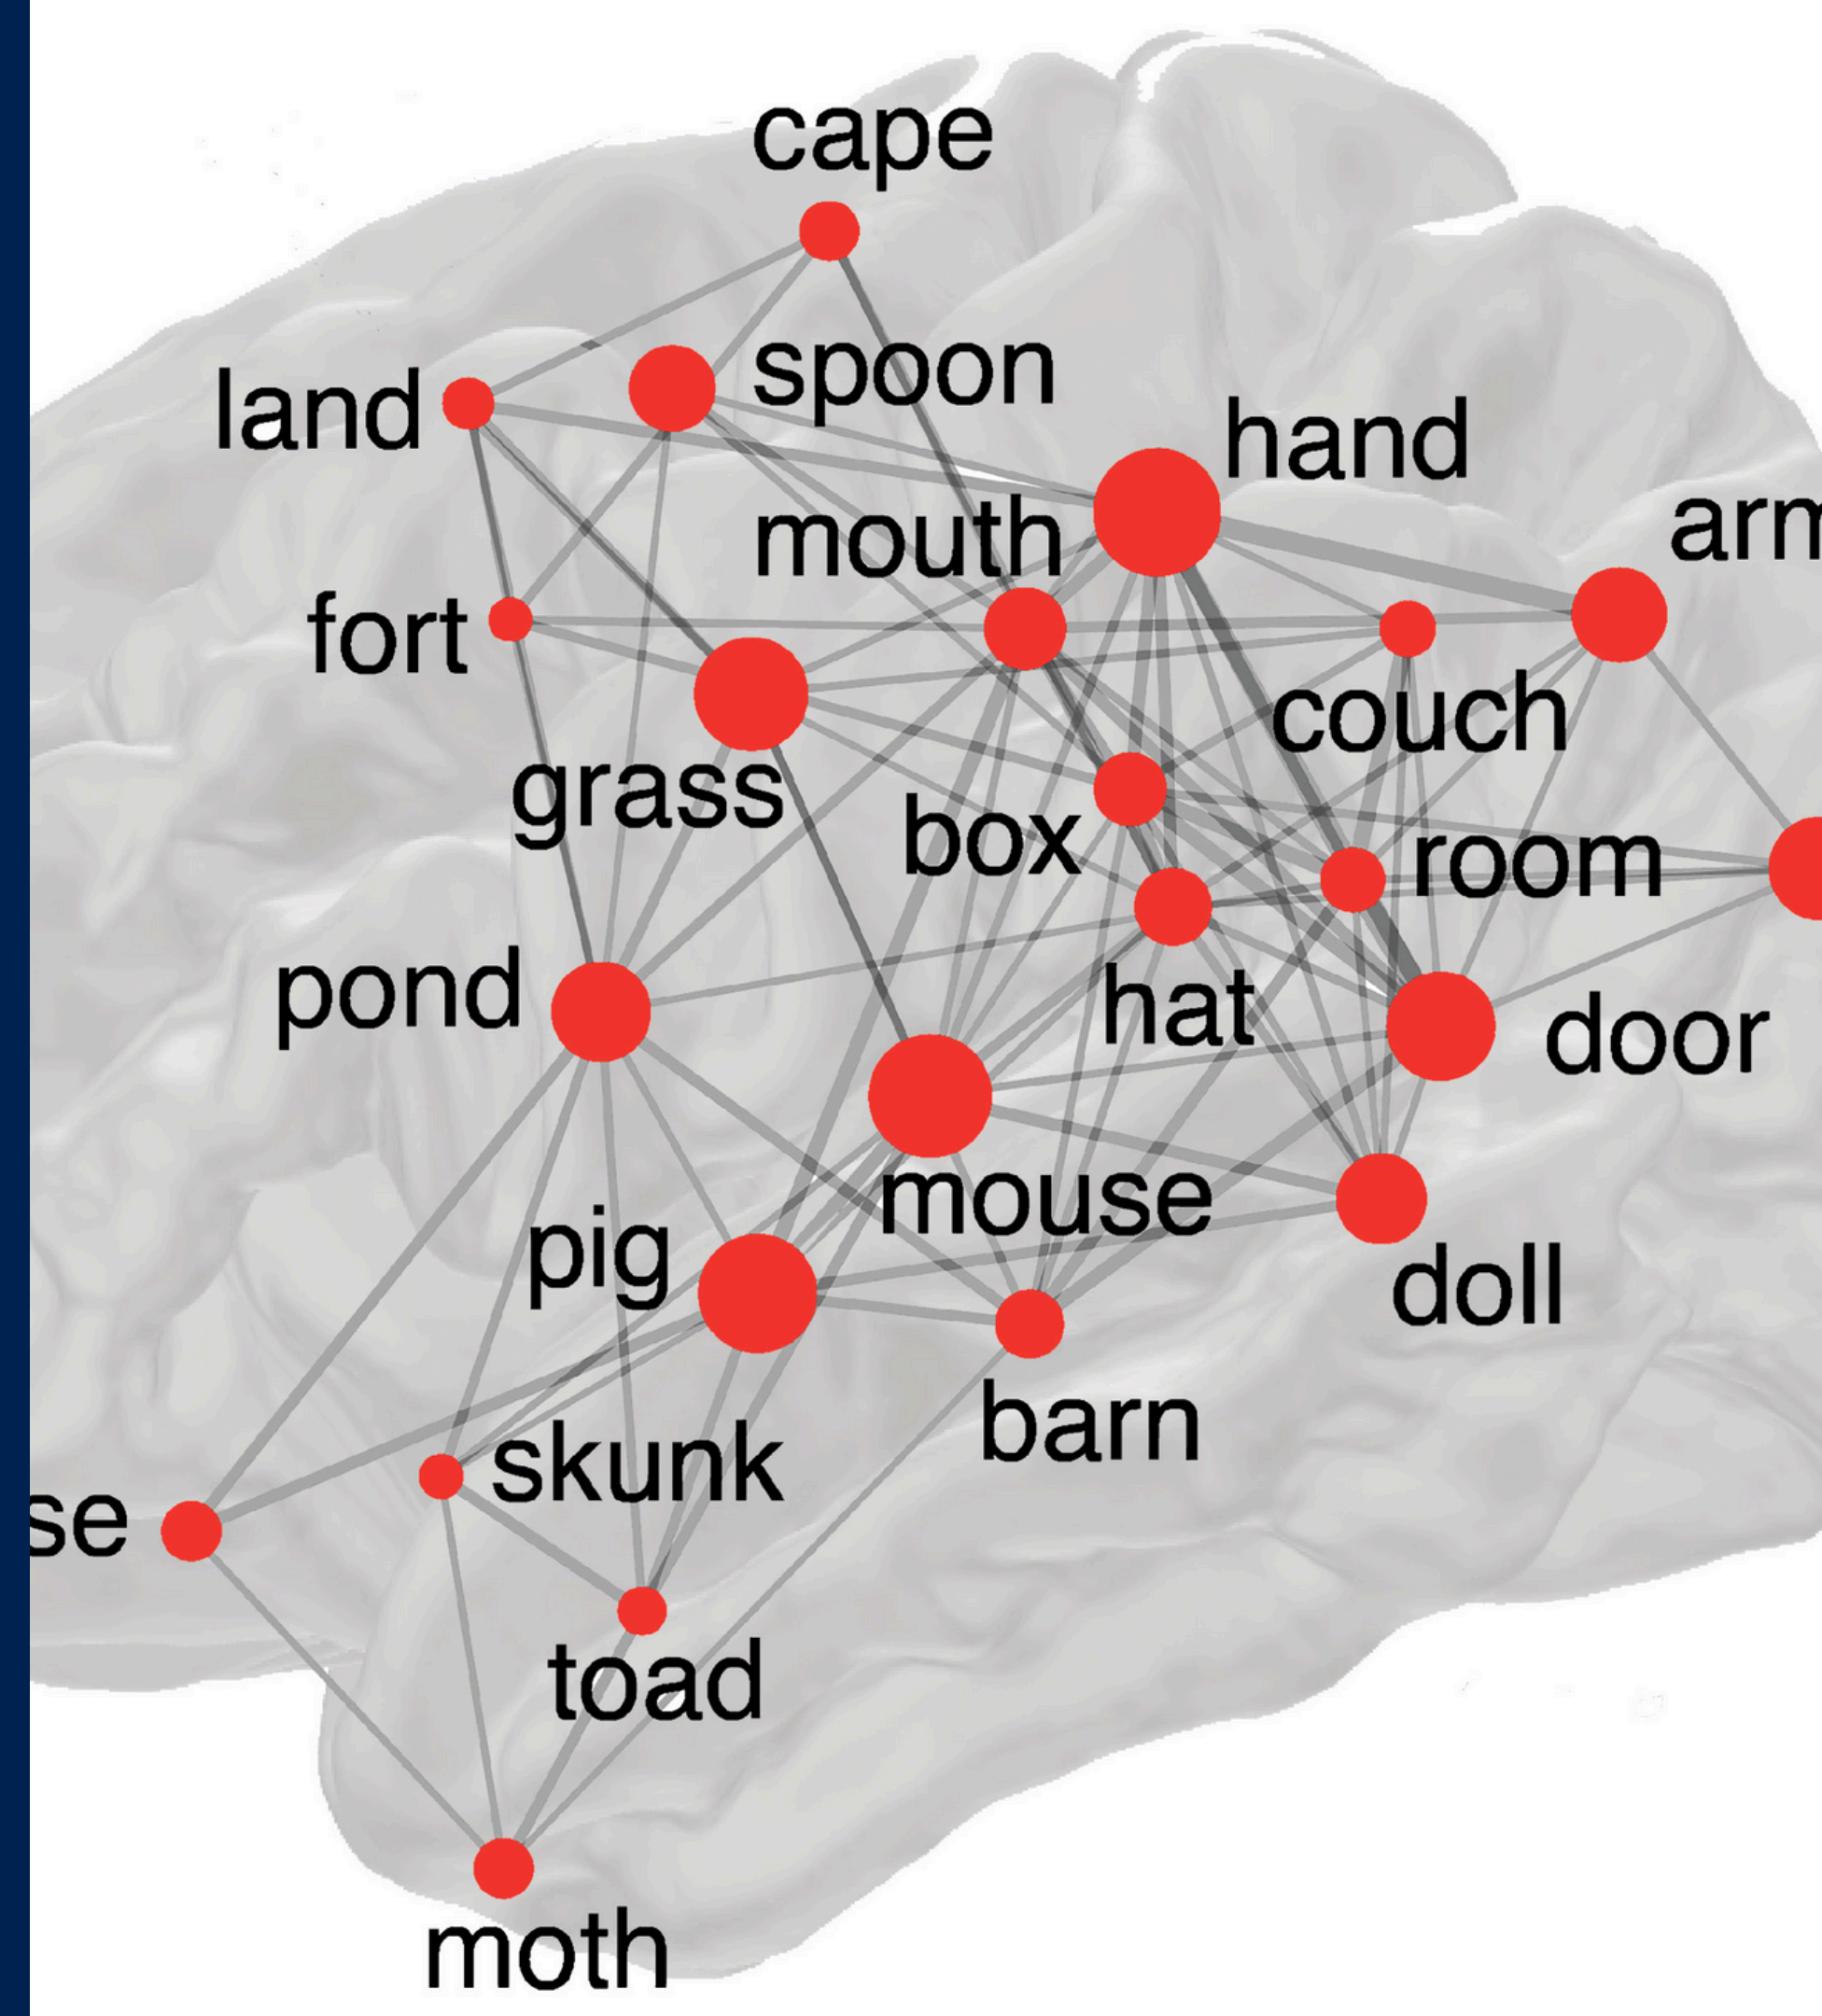 cape
spoon
land
hand
arm
mouth
fort
couch
grass
box
room
pond
hat
door
mouse
pig
doll
barn
skunk
se
toad
moth